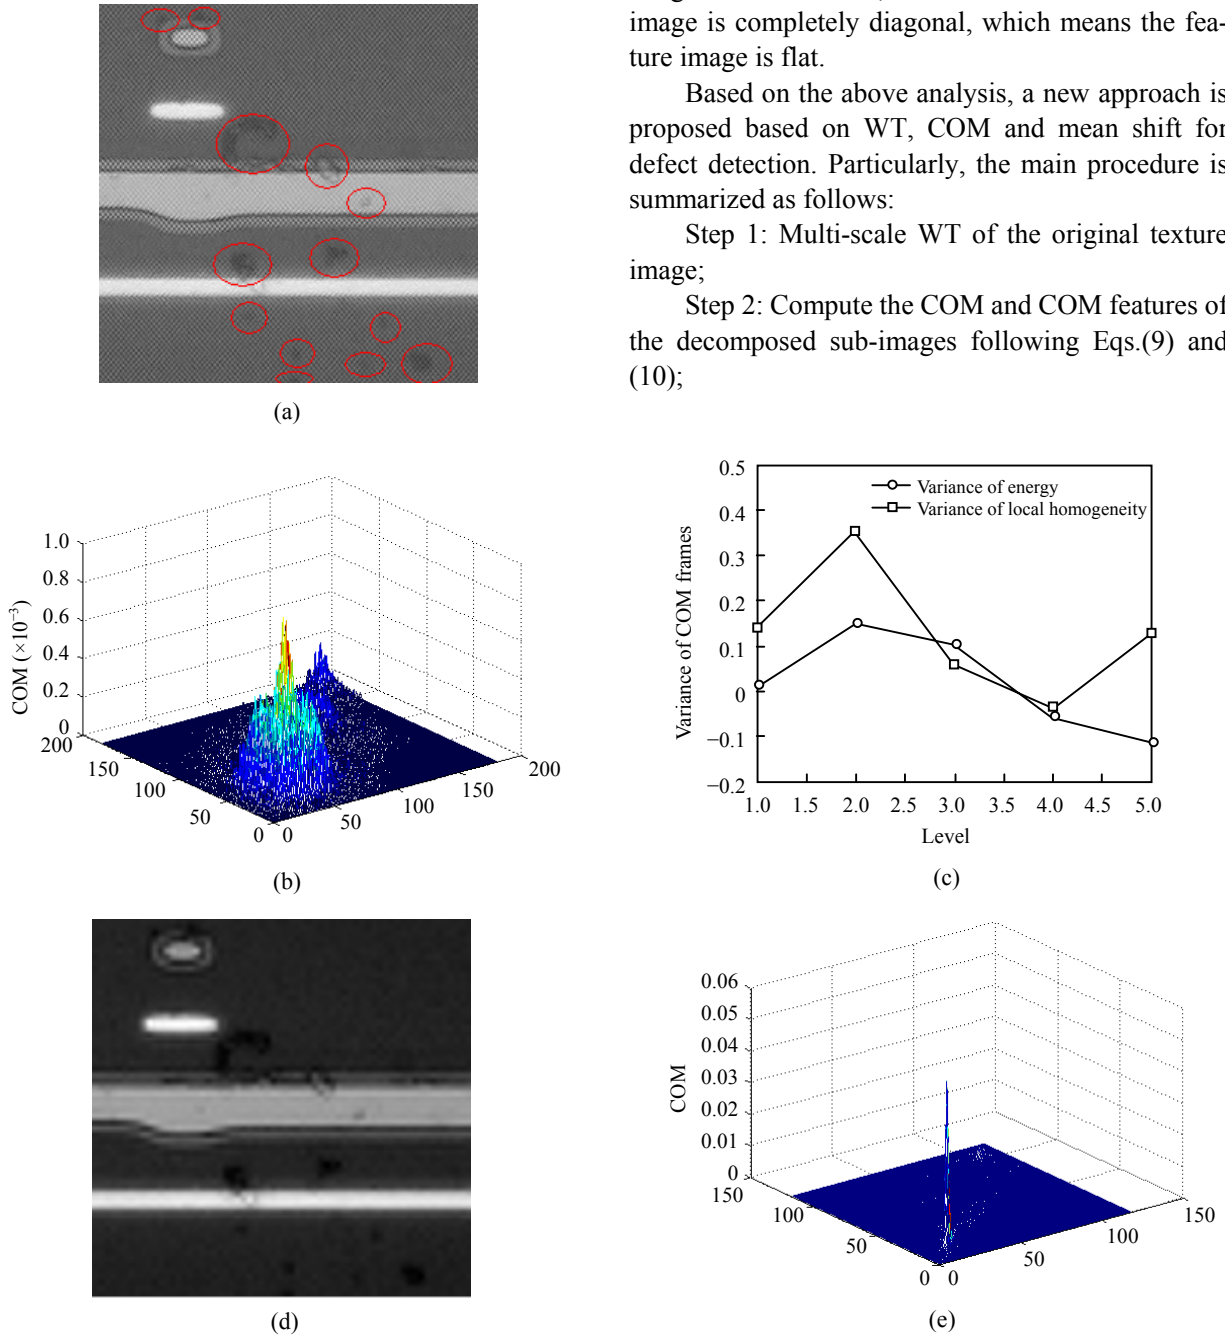 image is completely diagonal, which means the fea-
ture image is flat.
Based on the above analysis, a new approach is
proposed based on WT, COM and mean shift for
defect detection. Particularly, the main procedure is
summarized as follows:
Step 1: Multi-scale WT of the original texture
image;
Step 2: Compute the COM and COM features of
the decomposed sub-images following Eqs.(9) and
(10);
(a)
1.0
0.8
0.6
0.4
0.2
0
COM (×10⁻³)
200
150
100
50
0
0
50
100
150
200
(b)
0.5
0.4
0.3
0.2
0.1
0
−0.1
−0.2
Variance of COM frames
Variance of energy
Variance of local homogeneity
1.0 1.5 2.0 2.5 3.0 3.5 4.0 4.5 5.0
Level
(c)
(d)
0.06
0.05
0.04
0.03
0.02
0.01
0
COM
150
100
50
0
0
50
100
150
(e)